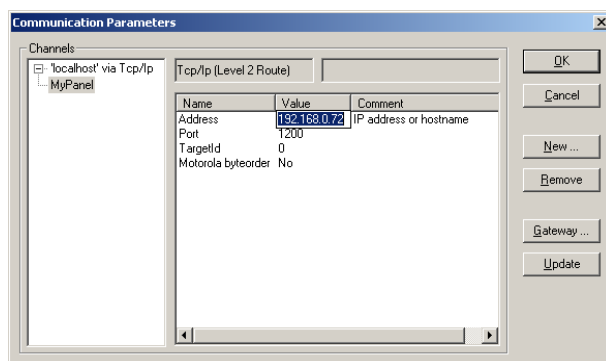 Communication Parameters
Channels
'localhost' via Tcp/Ip
MyPanel
Tcp/Ip (Level 2 Route)
Name Value Comment
Address 192.168.0.72 IP address or hostname
Port 1200
TargetId 0
Motorola byteorder No
OK
Cancel
New ...
Remove
Gateway ...
Update